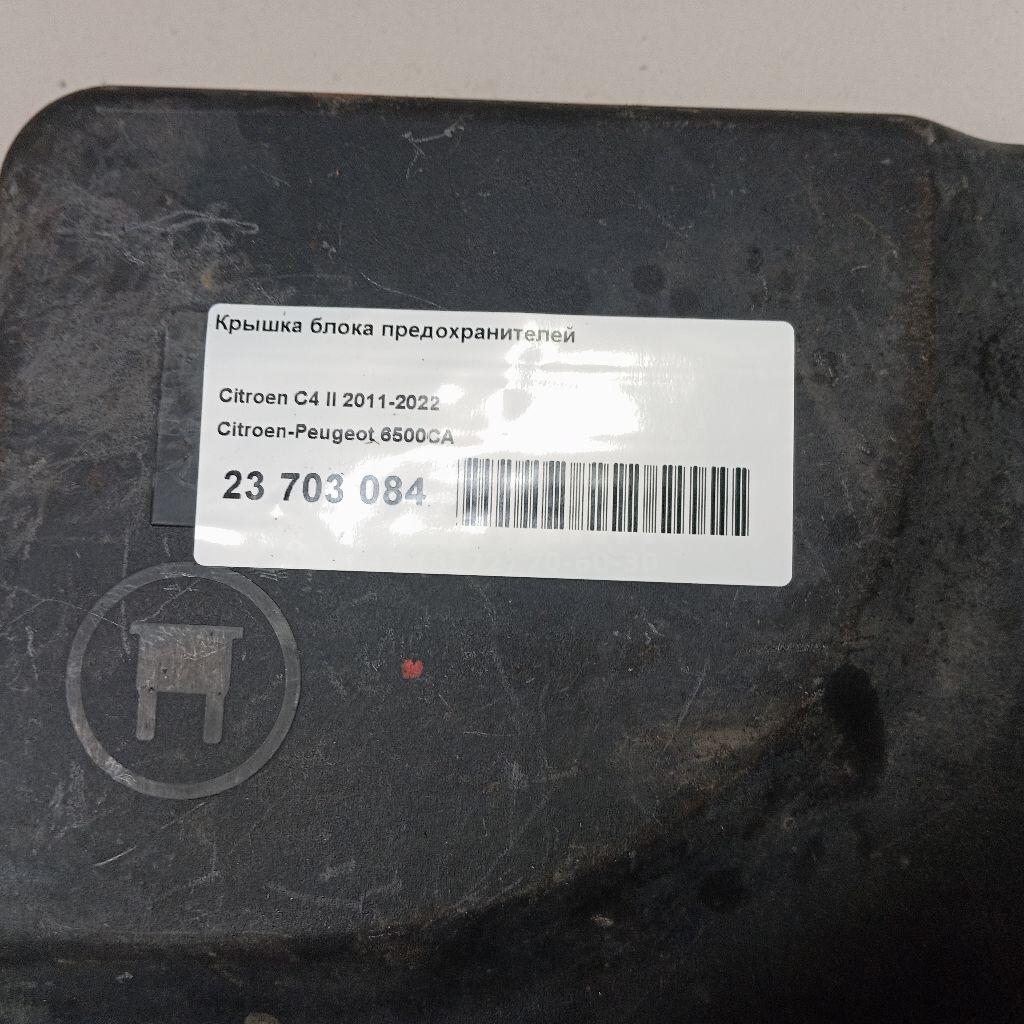 Крышка блока предохранителей
Citroen C4 II 2011-2022
Citroen-Peugeot 6500CA
23 703 084